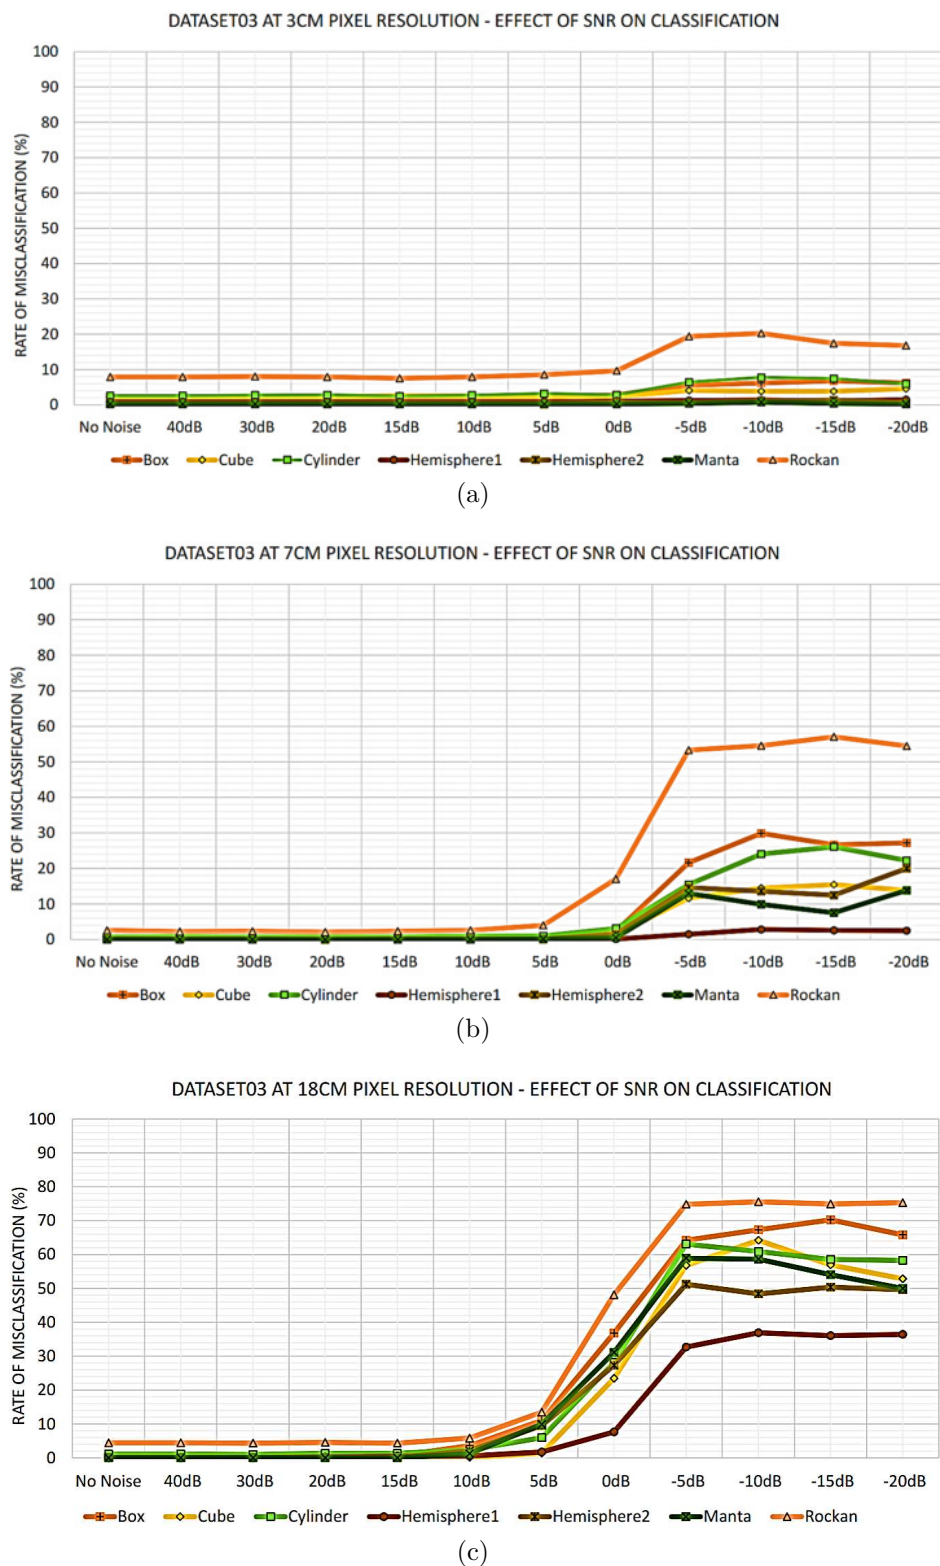 DATASET03 AT 3CM PIXEL RESOLUTION - EFFECT OF SNR ON CLASSIFICATION
RATE OF MISCLASSIFICATION (%)
100
90
80
70
60
50
40
30
20
10
0
No Noise 40dB 30dB 20dB 15dB 10dB 5dB 0dB -5dB -10dB -15dB -20dB
Box Cube Cylinder Hemisphere1 Hemisphere2 Manta Rockan
(a)
DATASET03 AT 7CM PIXEL RESOLUTION - EFFECT OF SNR ON CLASSIFICATION
RATE OF MISCLASSIFICATION (%)
100
90
80
70
60
50
40
30
20
10
0
No Noise 40dB 30dB 20dB 15dB 10dB 5dB 0dB -5dB -10dB -15dB -20dB
Box Cube Cylinder Hemisphere1 Hemisphere2 Manta Rockan
(b)
DATASET03 AT 18CM PIXEL RESOLUTION - EFFECT OF SNR ON CLASSIFICATION
RATE OF MISCLASSIFICATION (%)
100
90
80
70
60
50
40
30
20
10
0
No Noise 40dB 30dB 20dB 15dB 10dB 5dB 0dB -5dB -10dB -15dB -20dB
Box Cube Cylinder Hemisphere1 Hemisphere2 Manta Rockan
(c)